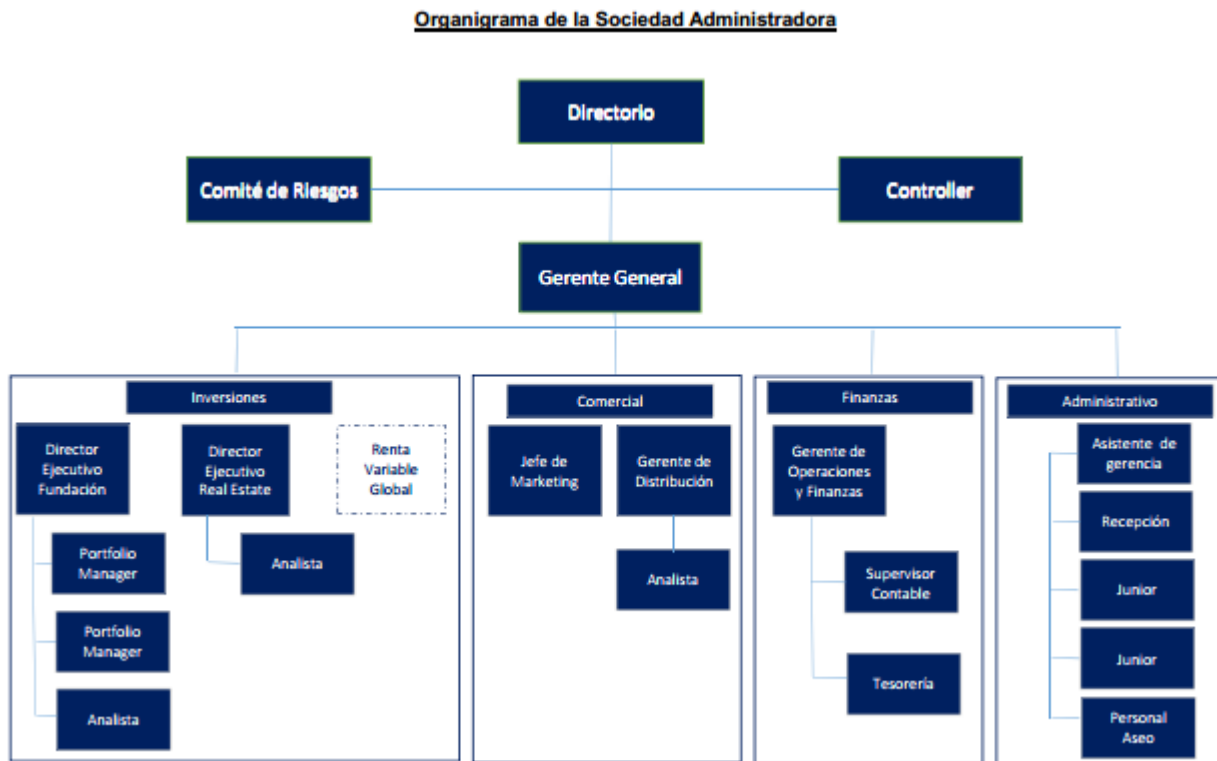 Organigrama de la Sociedad Administradora
Directorio
Comité de Riesgos
Controller
Gerente General
Inversiones
Director
Ejecutivo
Fundación
Director
Ejecutivo
Real Estate
Renta
Variable
Global
Portfolio
Manager
Analista
Portfolio
Manager
Analista
Comercial
Jefe de
Marketing
Gerente de
Distribución
Analista
Finanzas
Gerente de
Operaciones
y Finanzas
Supervisor
Contable
Tesorería
Administrativo
Asistente de
gerencia
Recepción
Junior
Junior
Personal
Aseo